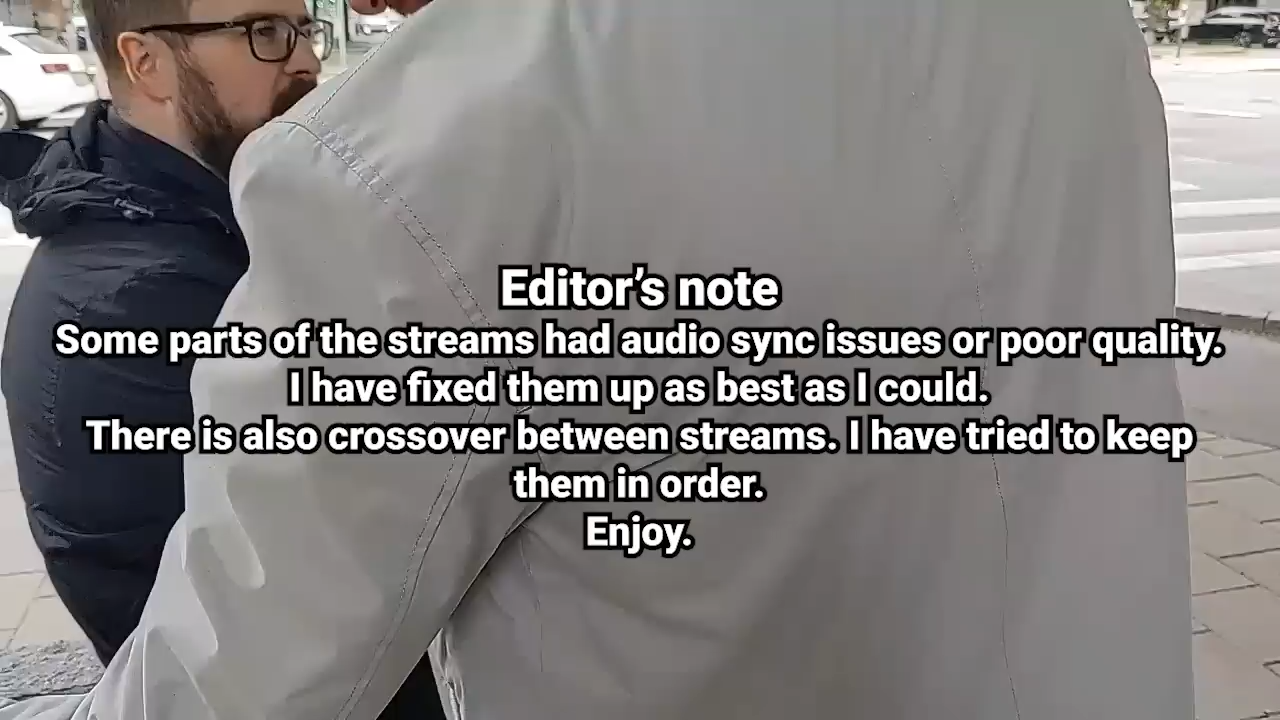 Editor’s note
Some parts of the streams had audio sync issues or poor quality.
I have fixed them up as best as I could.
There is also crossover between streams. I have tried to keep
them in order.
Enjoy.